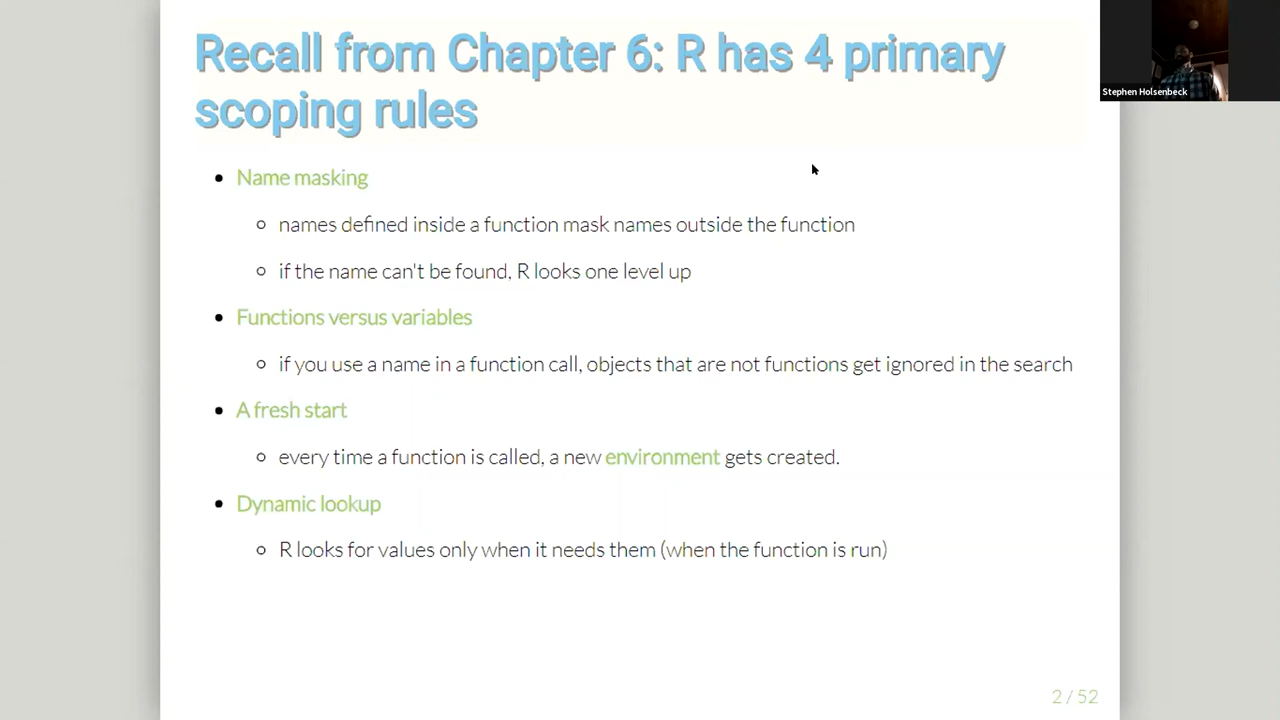 Recall from Chapter 6: R has 4 primary
scoping rules
Stephen Holsenbeck
Name masking
names defined inside a function mask names outside the function
if the name can't be found, R looks one level up
Functions versus variables
if you use a name in a function call, objects that are not functions get ignored in the search
A fresh start
every time a function is called, a new environment gets created.
Dynamic lookup
R looks for values only when it needs them (when the function is run)
2 / 52